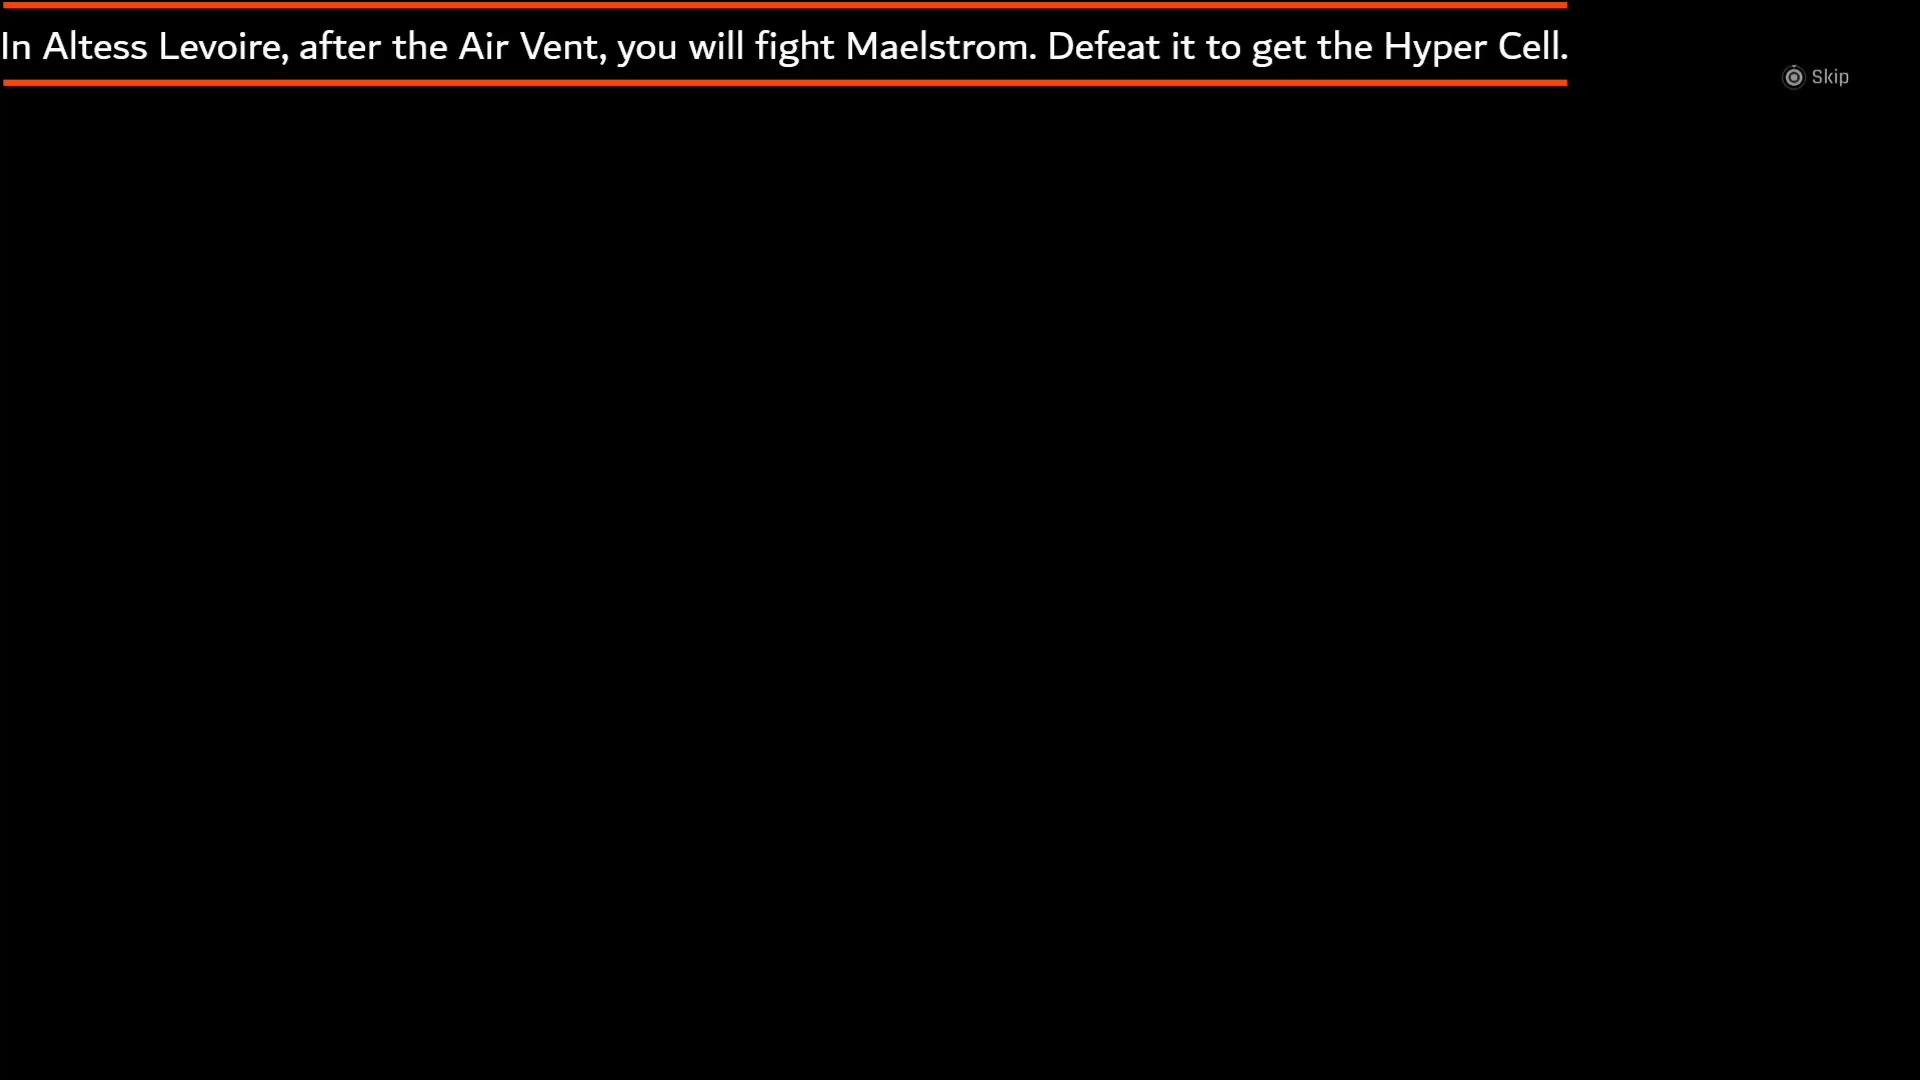 In Altess Levoire, after the Air Vent, you will fight Maelstrom. Defeat it to get the Hyper Cell.
Skip